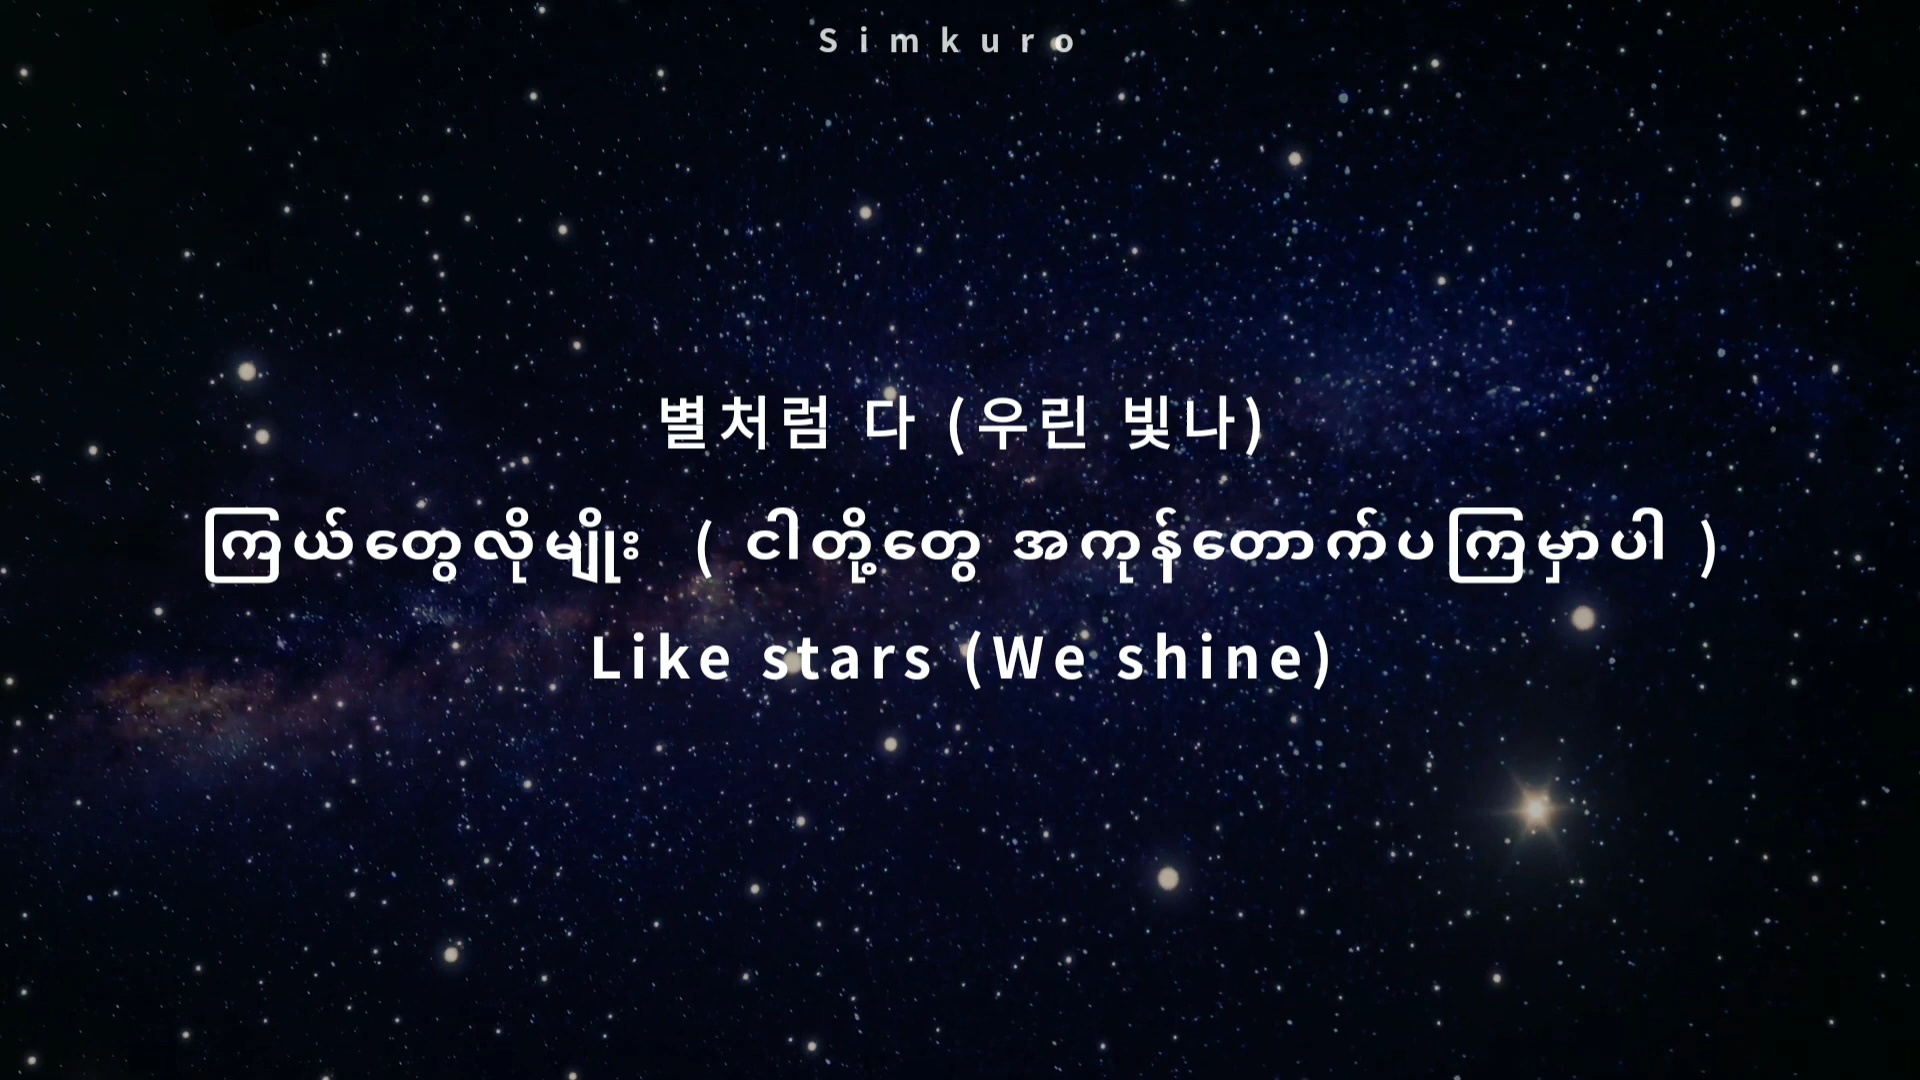 Simkuro
별처럼 다 (우린 빛나)
ကြယ်တွေလိုမျိုး ( ငါတို့တွေ အကုန်တောက်ပကြမှာပါ )
Like stars (We shine)